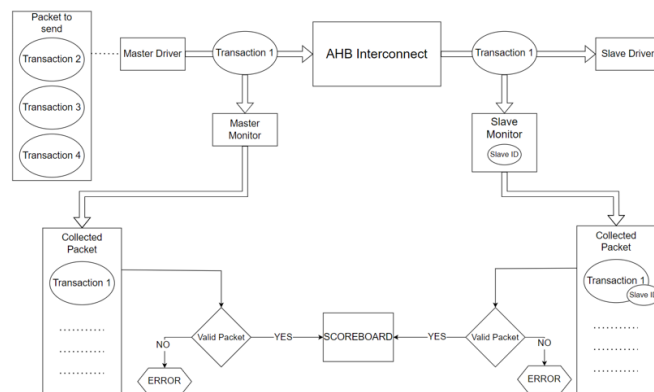 Packet to
send
Transaction 2
Transaction 3
Transaction 4
Master Driver
Transaction 1
AHB Interconnect
Transaction 1
Slave Driver
Master
Monitor
Slave
Monitor
Slave ID
Collected
Packet
Transaction 1
Valid Packet
NO
ERROR
YES
SCOREBOARD
YES
Valid Packet
NO
ERROR
Collected
Packet
Transaction 1
Slave ID